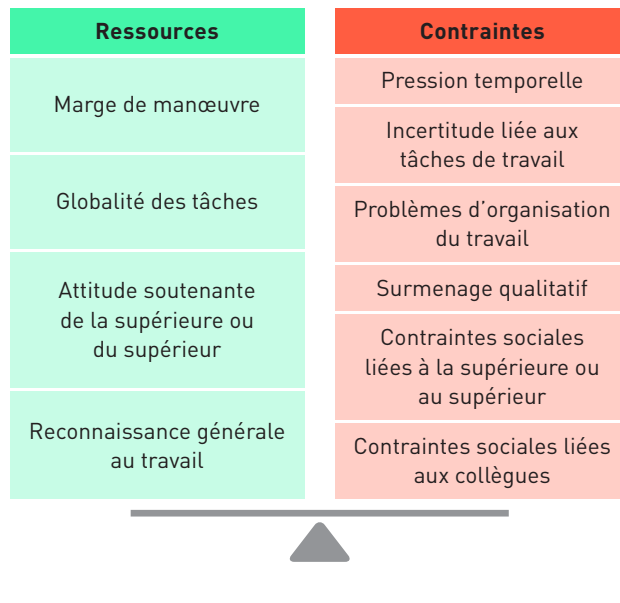 Ressources
Marge de manœuvre
Globalité des tâches
Attitude soutenante
de la supérieure ou
du supérieur
Reconnaissance générale
au travail
Contraintes
Pression temporelle
Incertitude liée aux
tâches de travail
Problèmes d’organisation
du travail
Surmenage qualitatif
Contraintes sociales
liées à la supérieure ou
au supérieur
Contraintes sociales liées
aux collègues